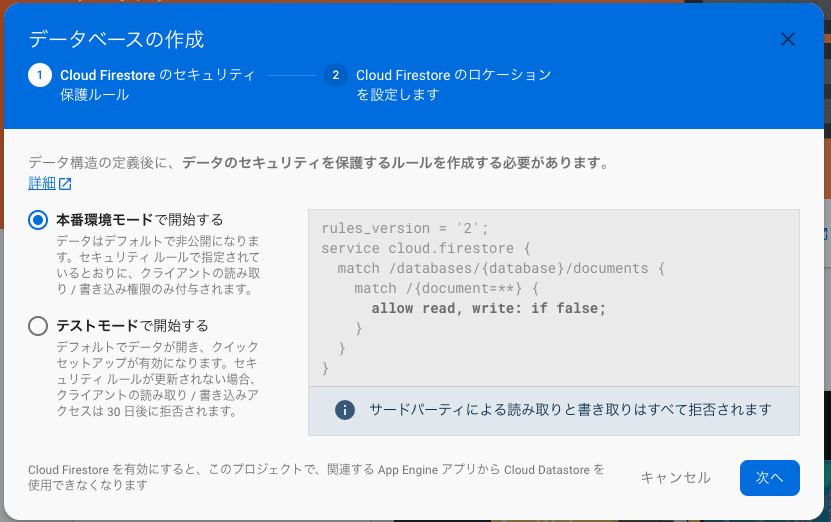 データベースの作成
1 Cloud Firestore のセキュリティ
保護ルール
2 Cloud Firestore のロケーション
を設定します
データ構造の定義後に、データのセキュリティを保護するルールを作成する必要があります。
詳細
本番環境モードで開始する
データはデフォルトで非公開になりま
す。セキュリティ ルールで指定されて
いるとおりに、クライアントの読み取
り / 書き込み権限のみ付与されます。
テストモードで開始する
デフォルトでデータが開き、クイック
セットアップが有効になります。セキ
ュリティ ルールが更新されない場合、
クライアントの読み取り / 書き込みア
クセスは 30 日後に拒否されます。
rules_version = '2';
service cloud.firestore {
match /databases/{database}/documents {
match /{document=**} {
allow read, write: if false;
}
}
}
サードパーティによる読み取りと書き取りはすべて拒否されます
Cloud Firestore を有効にすると、このプロジェクトで、関連する App Engine アプリから Cloud Datastore を
使用できなくなります
キャンセル
次へ